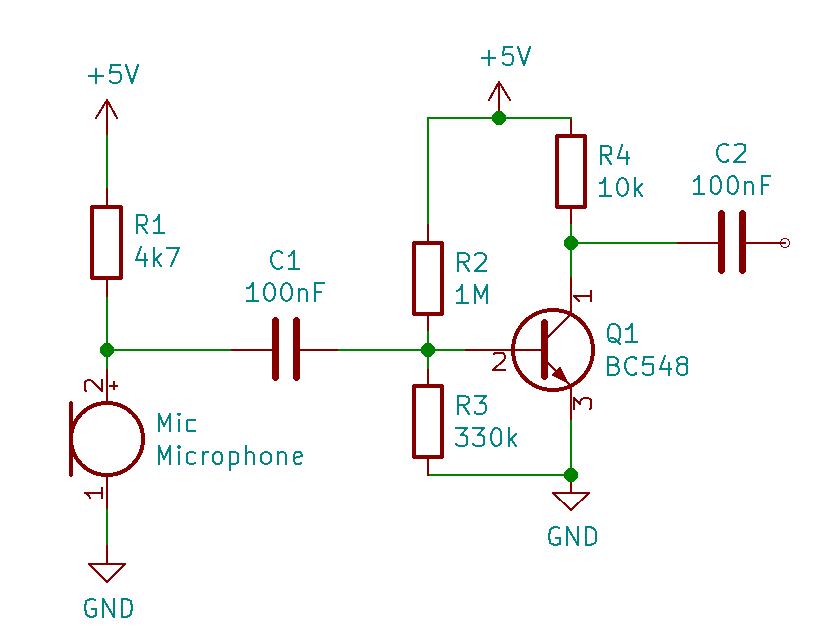 +5V
+5V
R4
10k
C2
100nF
R1
4k7
C1
100nF
R2
1M
1
Q1
BC548
2
2
+
R3
330k
3
Mic
Microphone
1
GND
GND